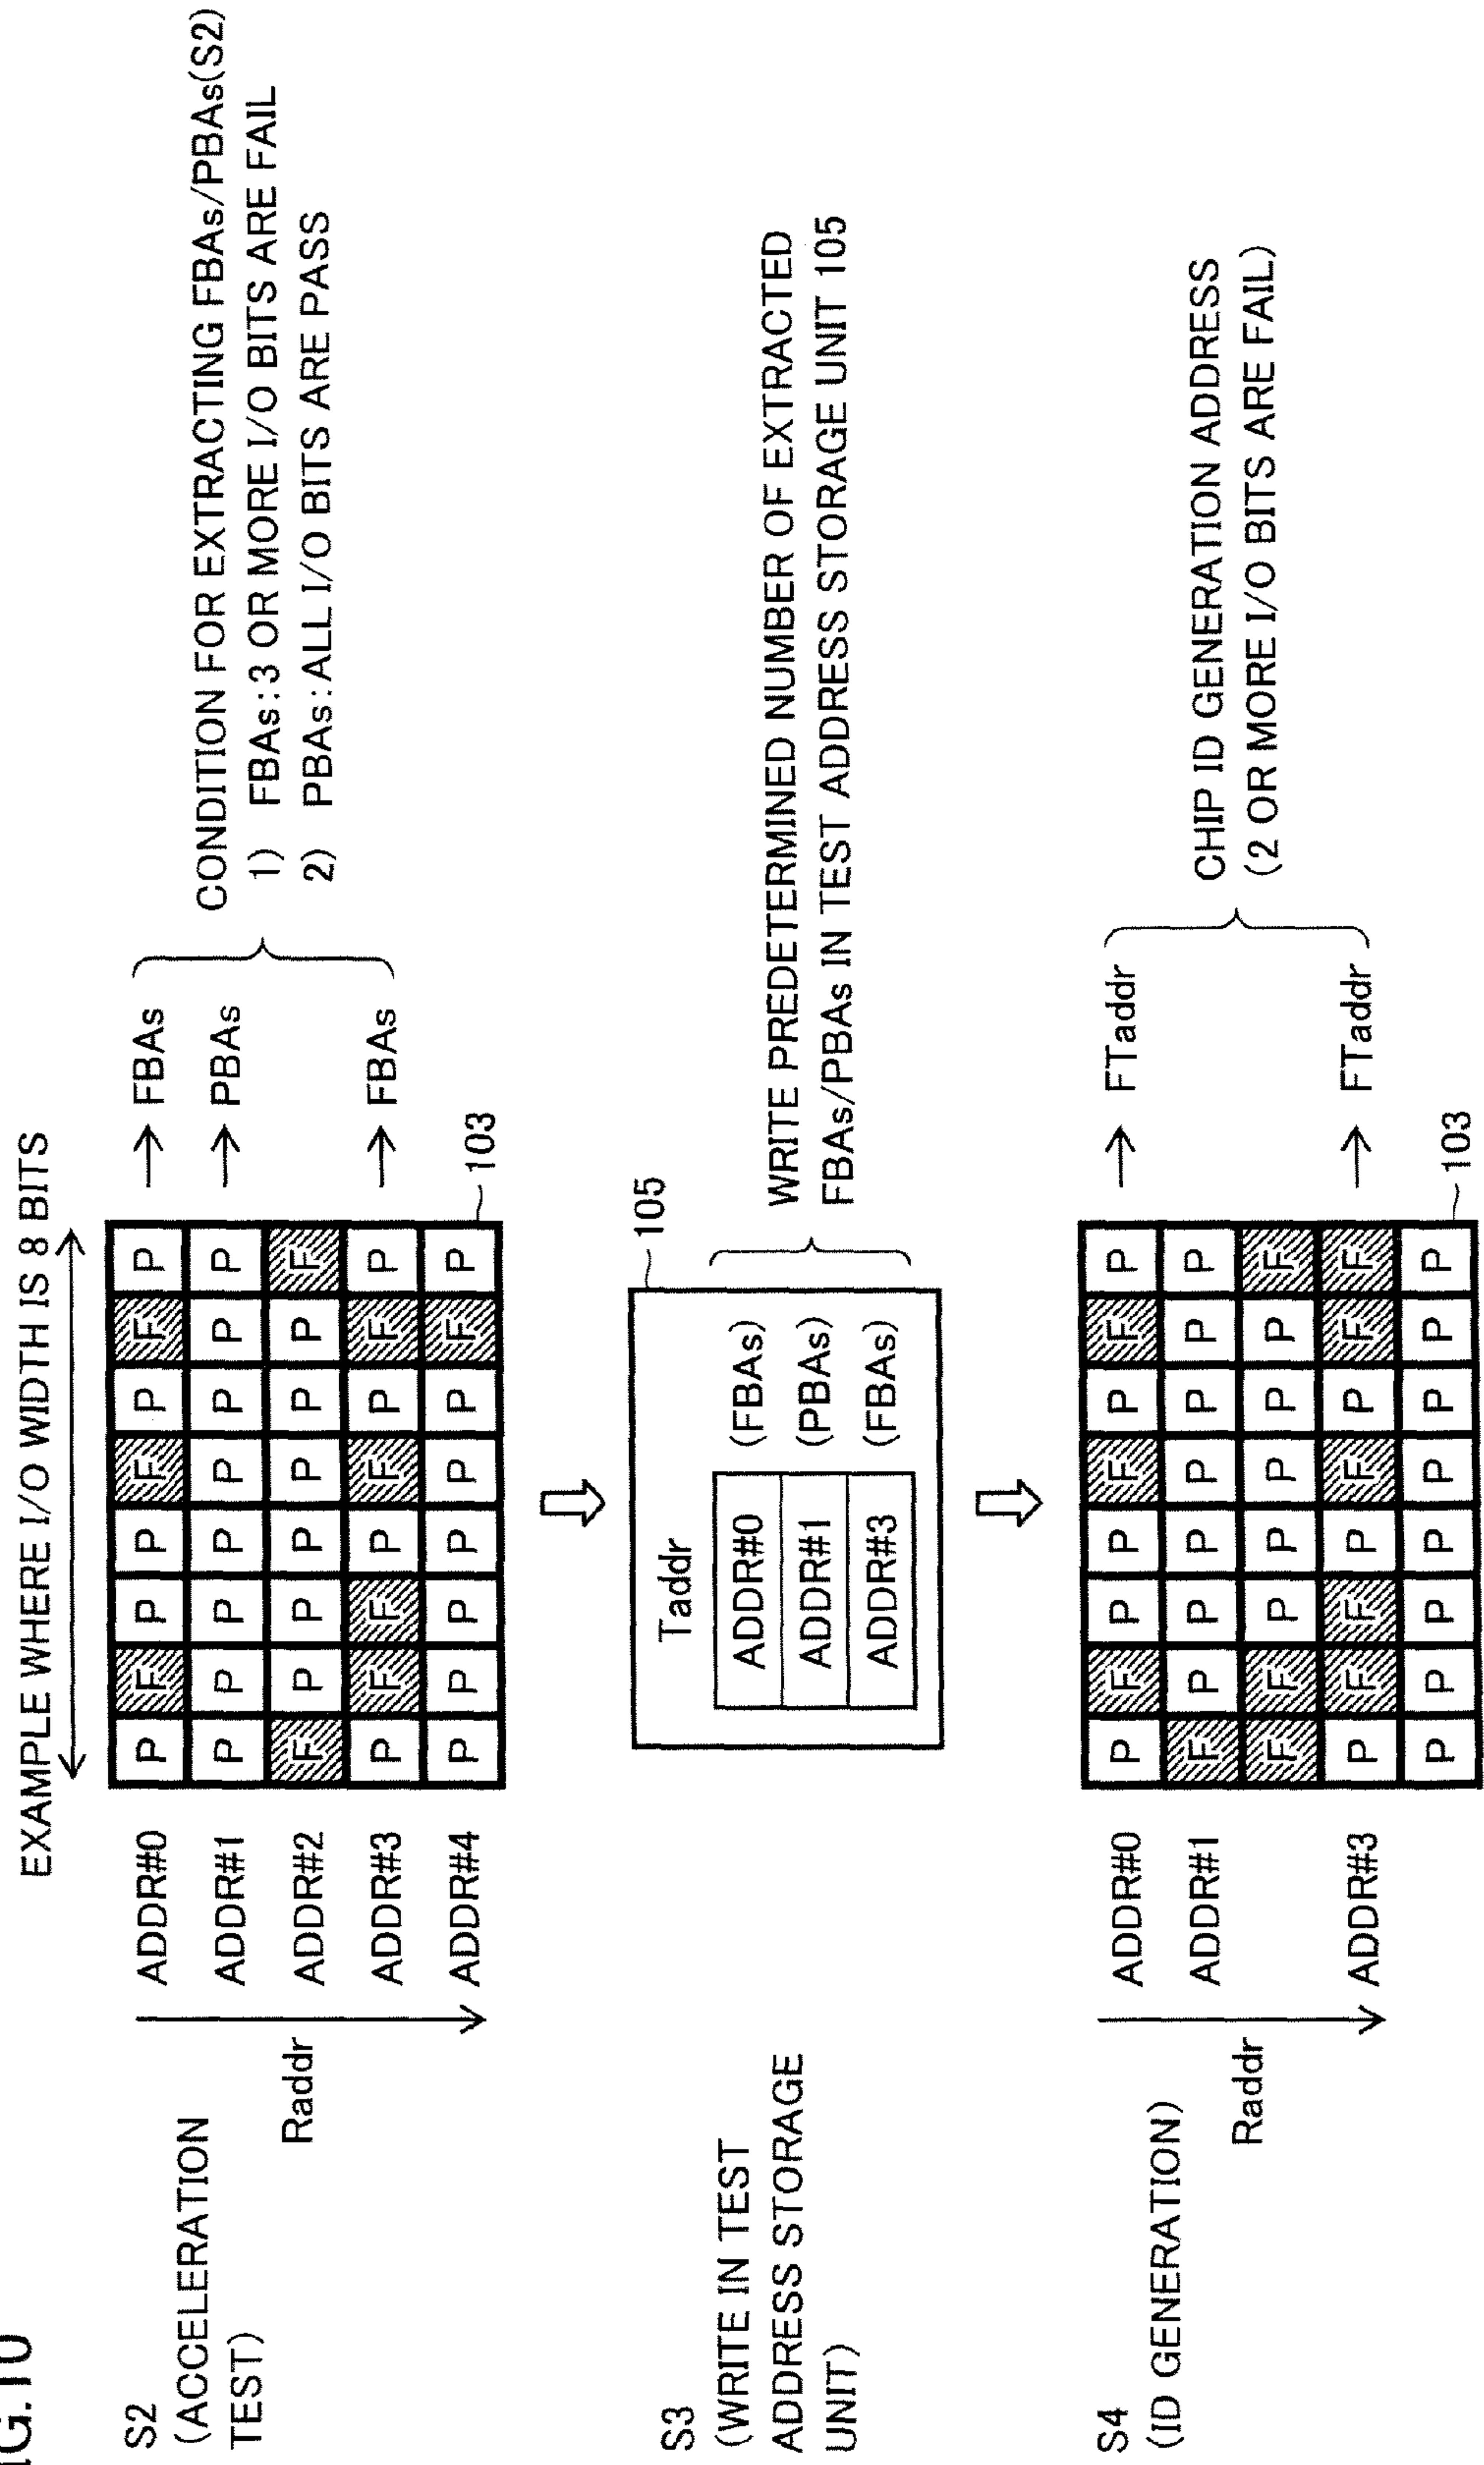 IG.10
EXAMPLE WHERE I/O WIDTH IS 8 BITS
S2
(ACCELERATION
TEST)
Raddr
ADDR#0 P F P P F P F P FBAs
ADDR#1 P P P P P P P P PBAs
ADDR#2 F P P P P P P F
ADDR#3 P F F P F P F P FBAs
ADDR#4 P P P P P P F P
103
CONDITION FOR EXTRACTING FBAs/PBAs(S2)
1) FBAs:3 OR MORE I/O BITS ARE FAIL
2) PBAs:ALL I/O BITS ARE PASS
S3
(WRITE IN TEST
ADDRESS STORAGE
UNIT)
105
Taddr
ADDR#0 (FBAs)
ADDR#1 (PBAs)
ADDR#3 (FBAs)
WRITE PREDETERMINED NUMBER OF EXTRACTED
FBAs/PBAs IN TEST ADDRESS STORAGE UNIT 105
S4
(ID GENERATION)
Raddr
ADDR#0 P F P P F P F P FTaddr
ADDR#1 F P P P P P P P
F F P P P P P F
ADDR#3 P F F P F P F F FTaddr
P P P P P P P P
103
CHIP ID GENERATION ADDRESS
(2 OR MORE I/O BITS ARE FAIL)